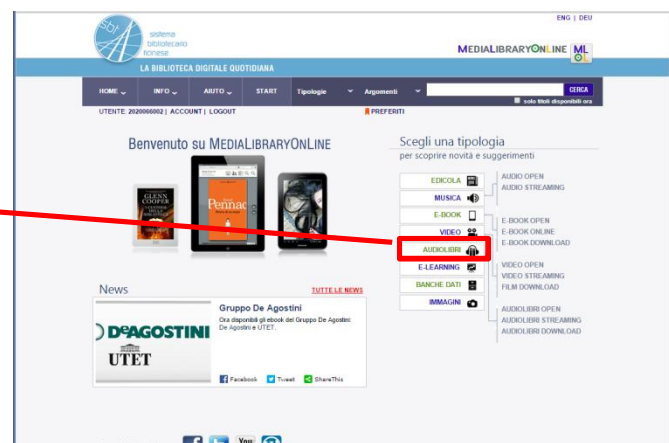 ENG | DEU
sbt
sistema
bibliotecario
ticinese
MEDIALIBRARYONLINE ML
OL
LA BIBLIOTECA DIGITALE QUOTIDIANA
HOME INFO AIUTO START Tipologie Argomenti CERCA
solo titoli disponibili ora
UTENTE: 2020066002 | ACCOUNT | LOGOUT PREFERITI
Benvenuto su MEDIALIBRARYONLINE
Scegli una tipologia
per scoprire novità e suggerimenti
GLENN
COOPER
Pennac
EDICOLA
MUSICA
E-BOOK
VIDEO
AUDIOLIBRI
E-LEARNING
BANCHE DATI
IMMAGINI
AUDIO OPEN
AUDIO STREAMING
E-BOOK OPEN
E-BOOK ONLINE
E-BOOK DOWNLOAD
VIDEO OPEN
VIDEO STREAMING
FILM DOWNLOAD
AUDIOLIBRI OPEN
AUDIOLIBRI STREAMING
AUDIOLIBRI DOWNLOAD
News TUTTE LE NEWS
DeAGOSTINI
UTET
Gruppo De Agostini
Ora disponibili gli ebook del Gruppo De Agostini:
De Agostini e UTET.
Facebook Tweet ShareThis
You